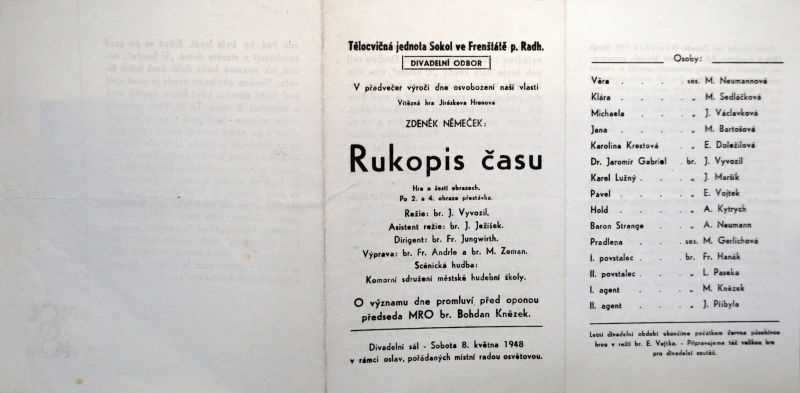 Tělocvičná jednota Sokol ve Frenštátě p. Radh.
DIVADELNÍ ODBOR
V předvečer výročí dne osvobození naší vlasti
Vítězná hra Jiráskova Hronova
ZDENĚK NĚMEČEK:
Rukopis času
Hra o šesti obrazech.
Po 2. a 4. obraze přestávka.
Režie: br. J. Vyvozil.
Asistent režie: br. J. Ježíšek.
Dirigent: br. Fr. Jungwirth.
Výprava: br. Fr. Andrle a br. M. Zeman.
Scénická hudba:
Komorní sdružení městské hudební školy.
O významu dne promluví před oponou
předseda MRO br. Bohdan Knězek.
Divadelní sál - Sobota 8. května 1948
v rámci oslav, pořádaných místní radou osvětovou.
Osoby:
Věra . . . . ses. M. Neumannová
Klára . . . . „ M. Sedláčková
Michaela . . . „ J. Václavková
Jana . . . . „ M. Bartošová
Karolina Krestová . . „ E. Doležilová
Dr. Jaromír Gabriel . br. J. Vyvozil
Karel Lužný . . . „ J. Maršík
Pavel . . . . „ E. Vojtek
Hold . . . . „ A. Kytrych
Baron Strange . . „ A. Neumann
Pradlena . . . ses. M. Gerlichová
I. povstalec . . . br. Fr. Hanák
II. povstalec . . . „ L. Paseka
I. agent . . . „ M. Knězek
II. agent . . . „ J. Přibyla
Letní divadelní období ukončíme počátkem června působivou
hrou v režii br. E. Vojtka. - Připravujeme též velikou hru
pro divadelní soutěž.